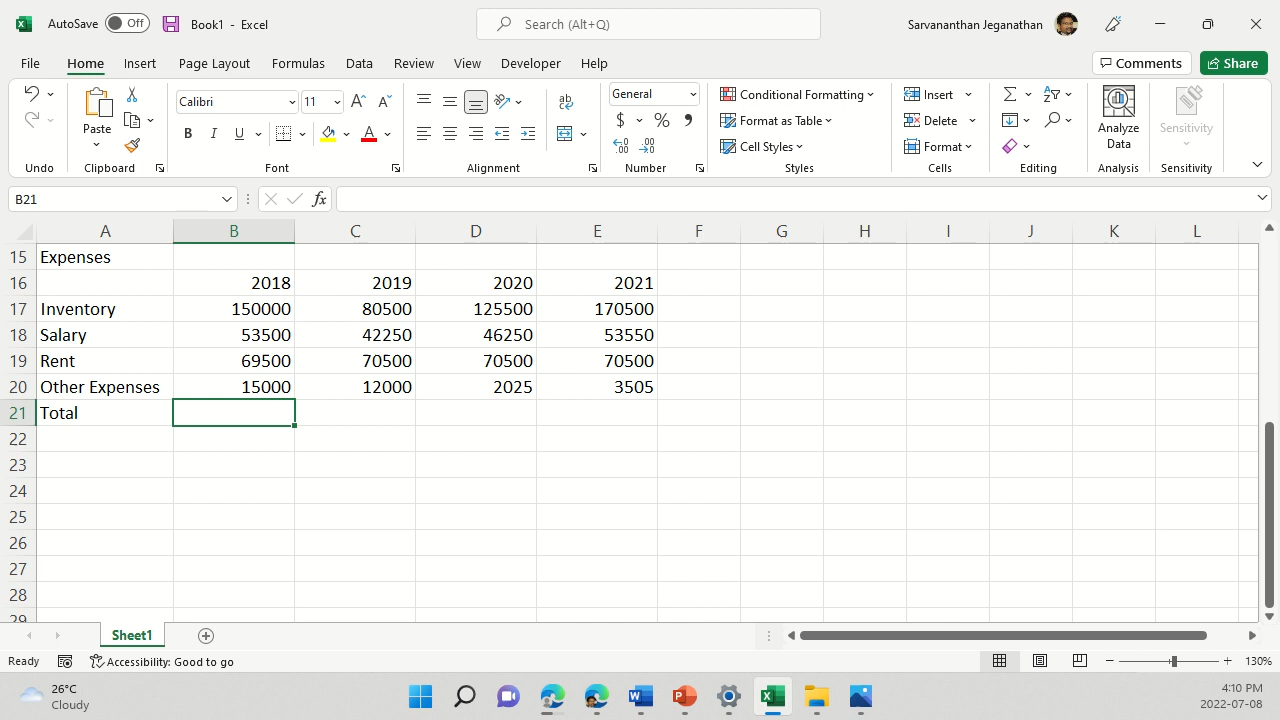 AutoSave Off Book1 - Excel Search (Alt+Q) Sarvananthan Jeganathan
File Home Insert Page Layout Formulas Data Review View Developer Help Comments Share
Calibri 11 General Conditional Formatting Insert
Paste $ % Format as Table Delete Analyze Data Sensitivity
B I U A Cell Styles Format
Undo Clipboard Font Alignment Number Styles Cells Editing Analysis Sensitivity
B21 fx
A B C D E F G H I J K L
15 Expenses
16 2018 2019 2020 2021
17 Inventory 150000 80500 125500 170500
18 Salary 53500 42250 46250 53550
19 Rent 69500 70500 70500 70500
20 Other Expenses 15000 12000 2025 3505
21 Total
22
23
24
25
26
27
28
29
Sheet1
Ready Accessibility: Good to go 130%
26°C 4:10 PM
Cloudy 2022-07-08